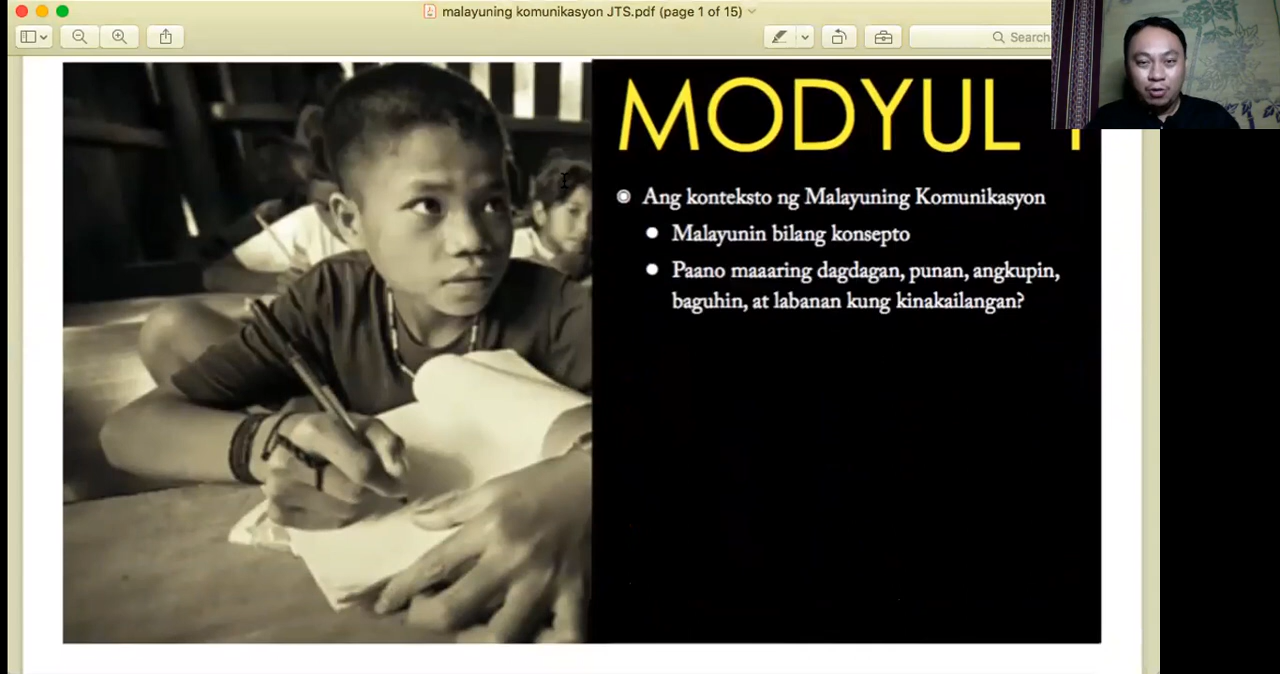 malayuning komunikasyon JTS.pdf (page 1 of 15)
Search
MODYUL
Ang konteksto ng Malayuning Komunikasyon
Malayunin bilang konsepto
Paano maaaring dagdagan, punan, angkupin,
baguhin, at labanan kung kinakailangan?